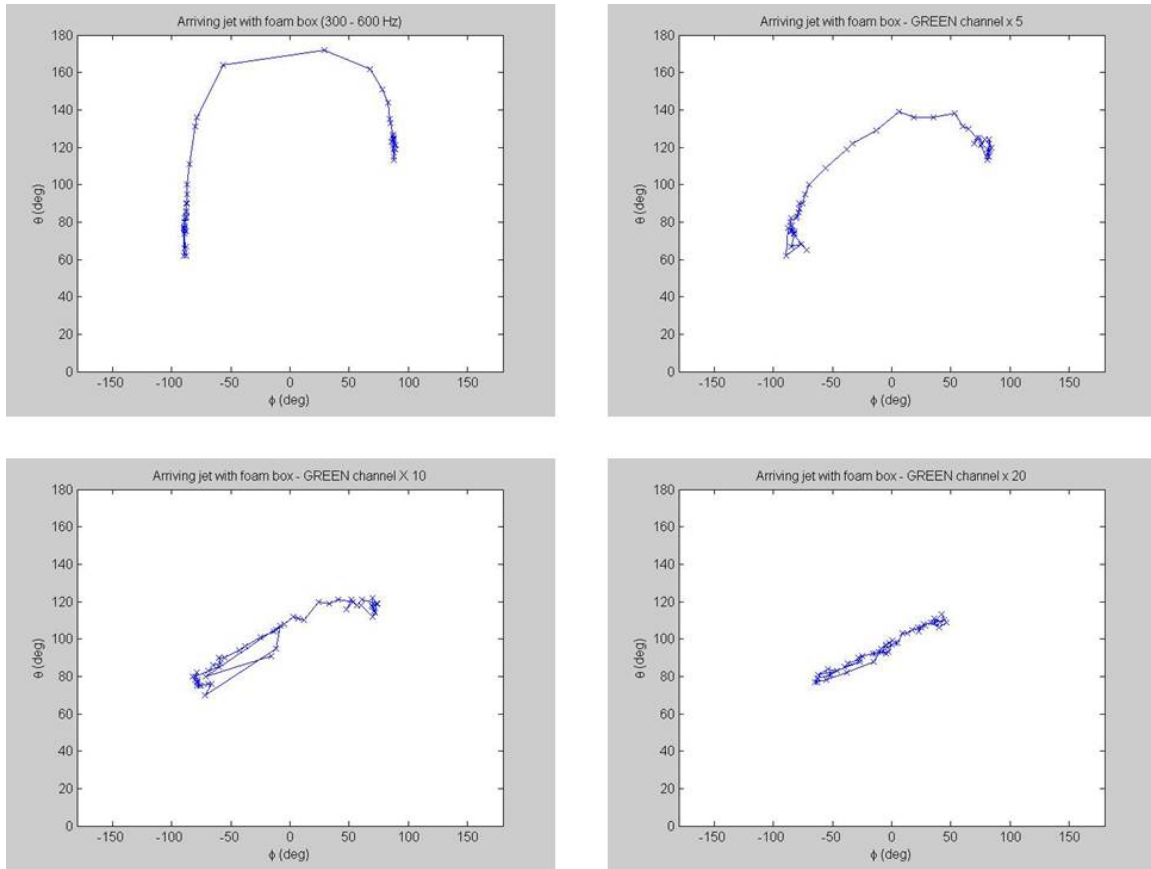 Arriving jet with foam box (300 - 600 Hz)
180
160
140
120
100
80
60
40
20
0
θ (deg)
-150 -100 -50 0 50 100 150
ϕ (deg)
Arriving jet with foam box - GREEN channel x 5
180
160
140
120
100
80
60
40
20
0
θ (deg)
-150 -100 -50 0 50 100 150
ϕ (deg)
Arriving jet with foam box - GREEN channel X 10
180
160
140
120
100
80
60
40
20
0
θ (deg)
-150 -100 -50 0 50 100 150
ϕ (deg)
Arriving jet with foam box - GREEN channel x 20
180
160
140
120
100
80
60
40
20
0
θ (deg)
-150 -100 -50 0 50 100 150
ϕ (deg)